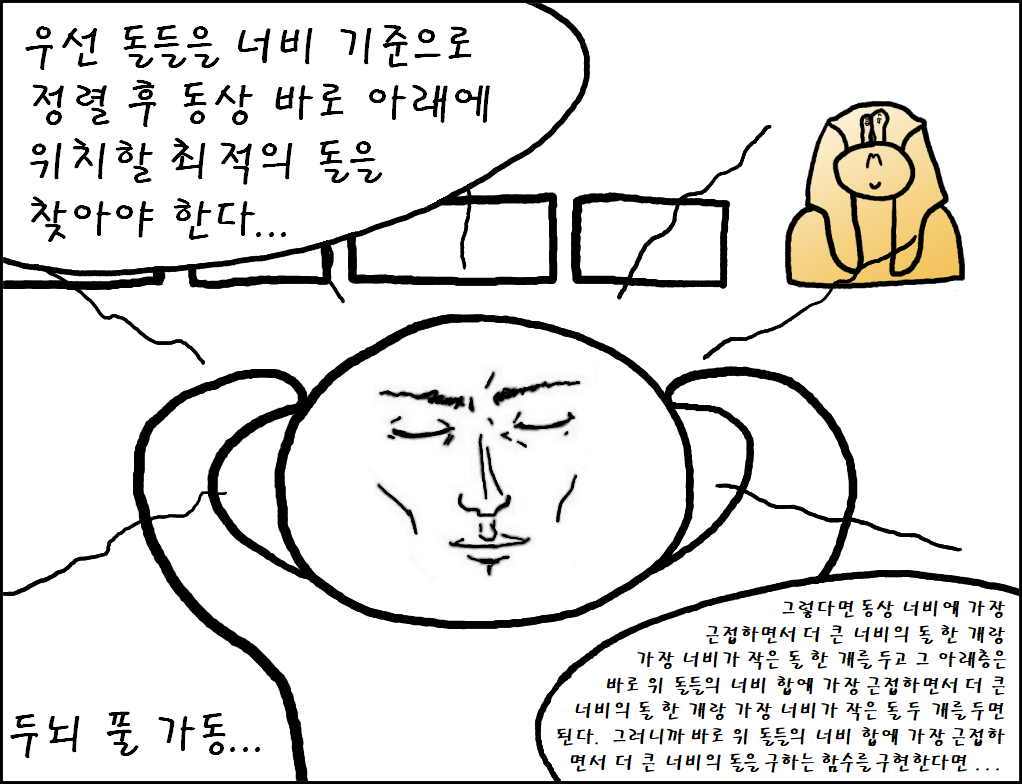 우선 돌들을 너비 기준으로
정렬 후 동상 바로 아래에
위치할 최적의 돌을
찾아야 한다...
두뇌 풀 가동...
그렇다면 동상 너비에 가장
근접하면서 더 큰 너비의 돌 한 개랑
가장 너비가 작은 돌 한 개를 두고 그 아래층은
바로 위 돌들의 너비 합에 가장 근접하면서 더 큰
너비의 돌 한 개랑 가장 너비가 작은 돌 두 개를 두면
된다. 그러니까 바로 위 돌들의 너비 합에 가장 근접하
면서 더 큰 너비의 돌을 구하는 함수를 구현한다면 ...